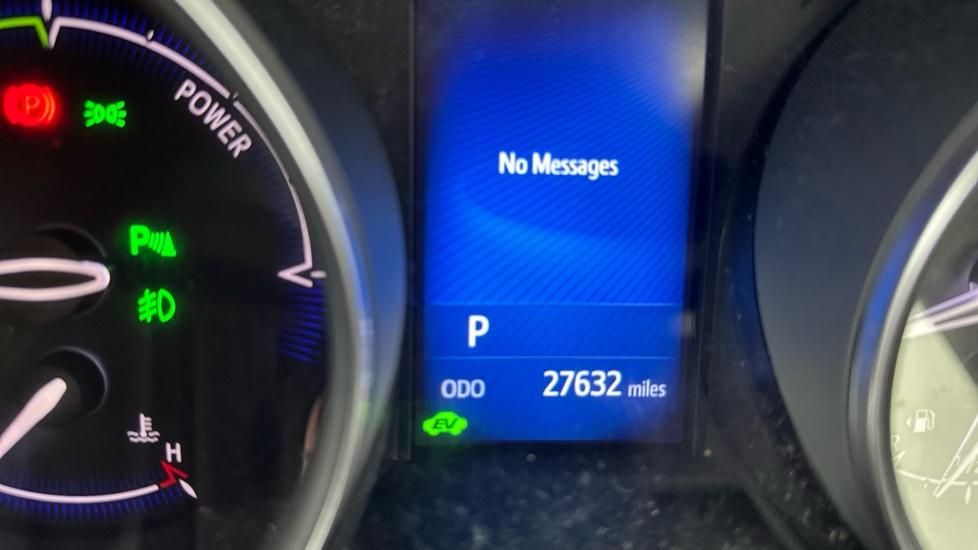 P
POWER
P
No Messages
P
ODO 27632 miles
EV
H